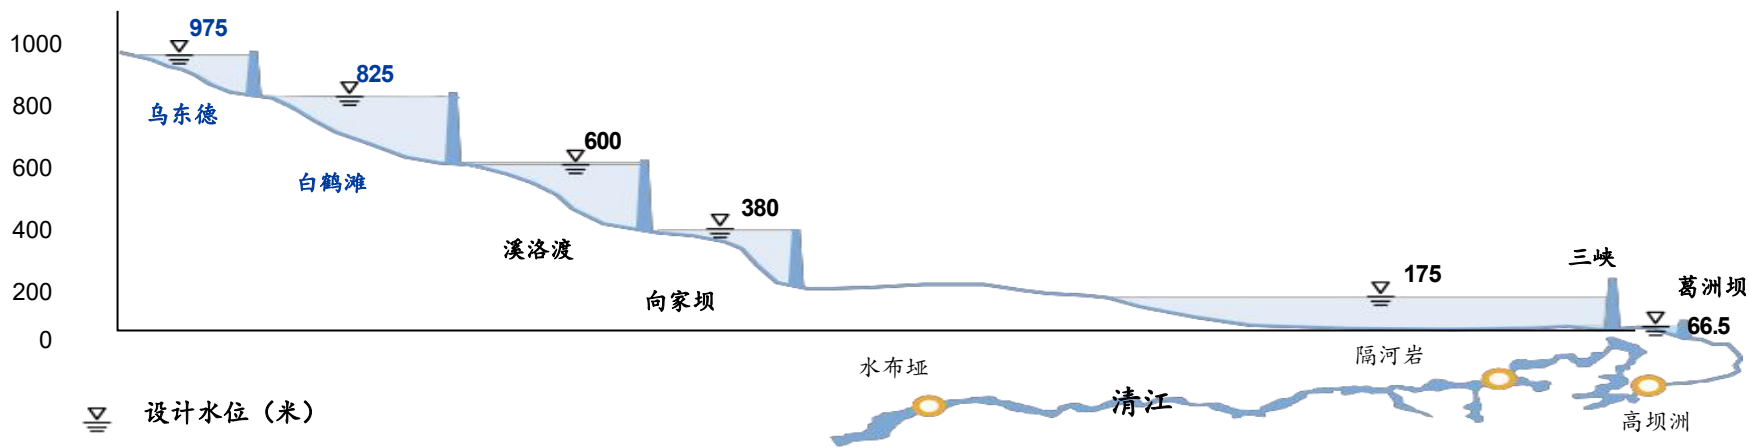 975
1000
825
800
乌东德
600
600
白鹤滩
380
400
溪洛渡
三峡
175
200
向家坝
葛洲坝
66.5
0
隔河岩
水布垭
清江
设计水位（米）
高坝洲